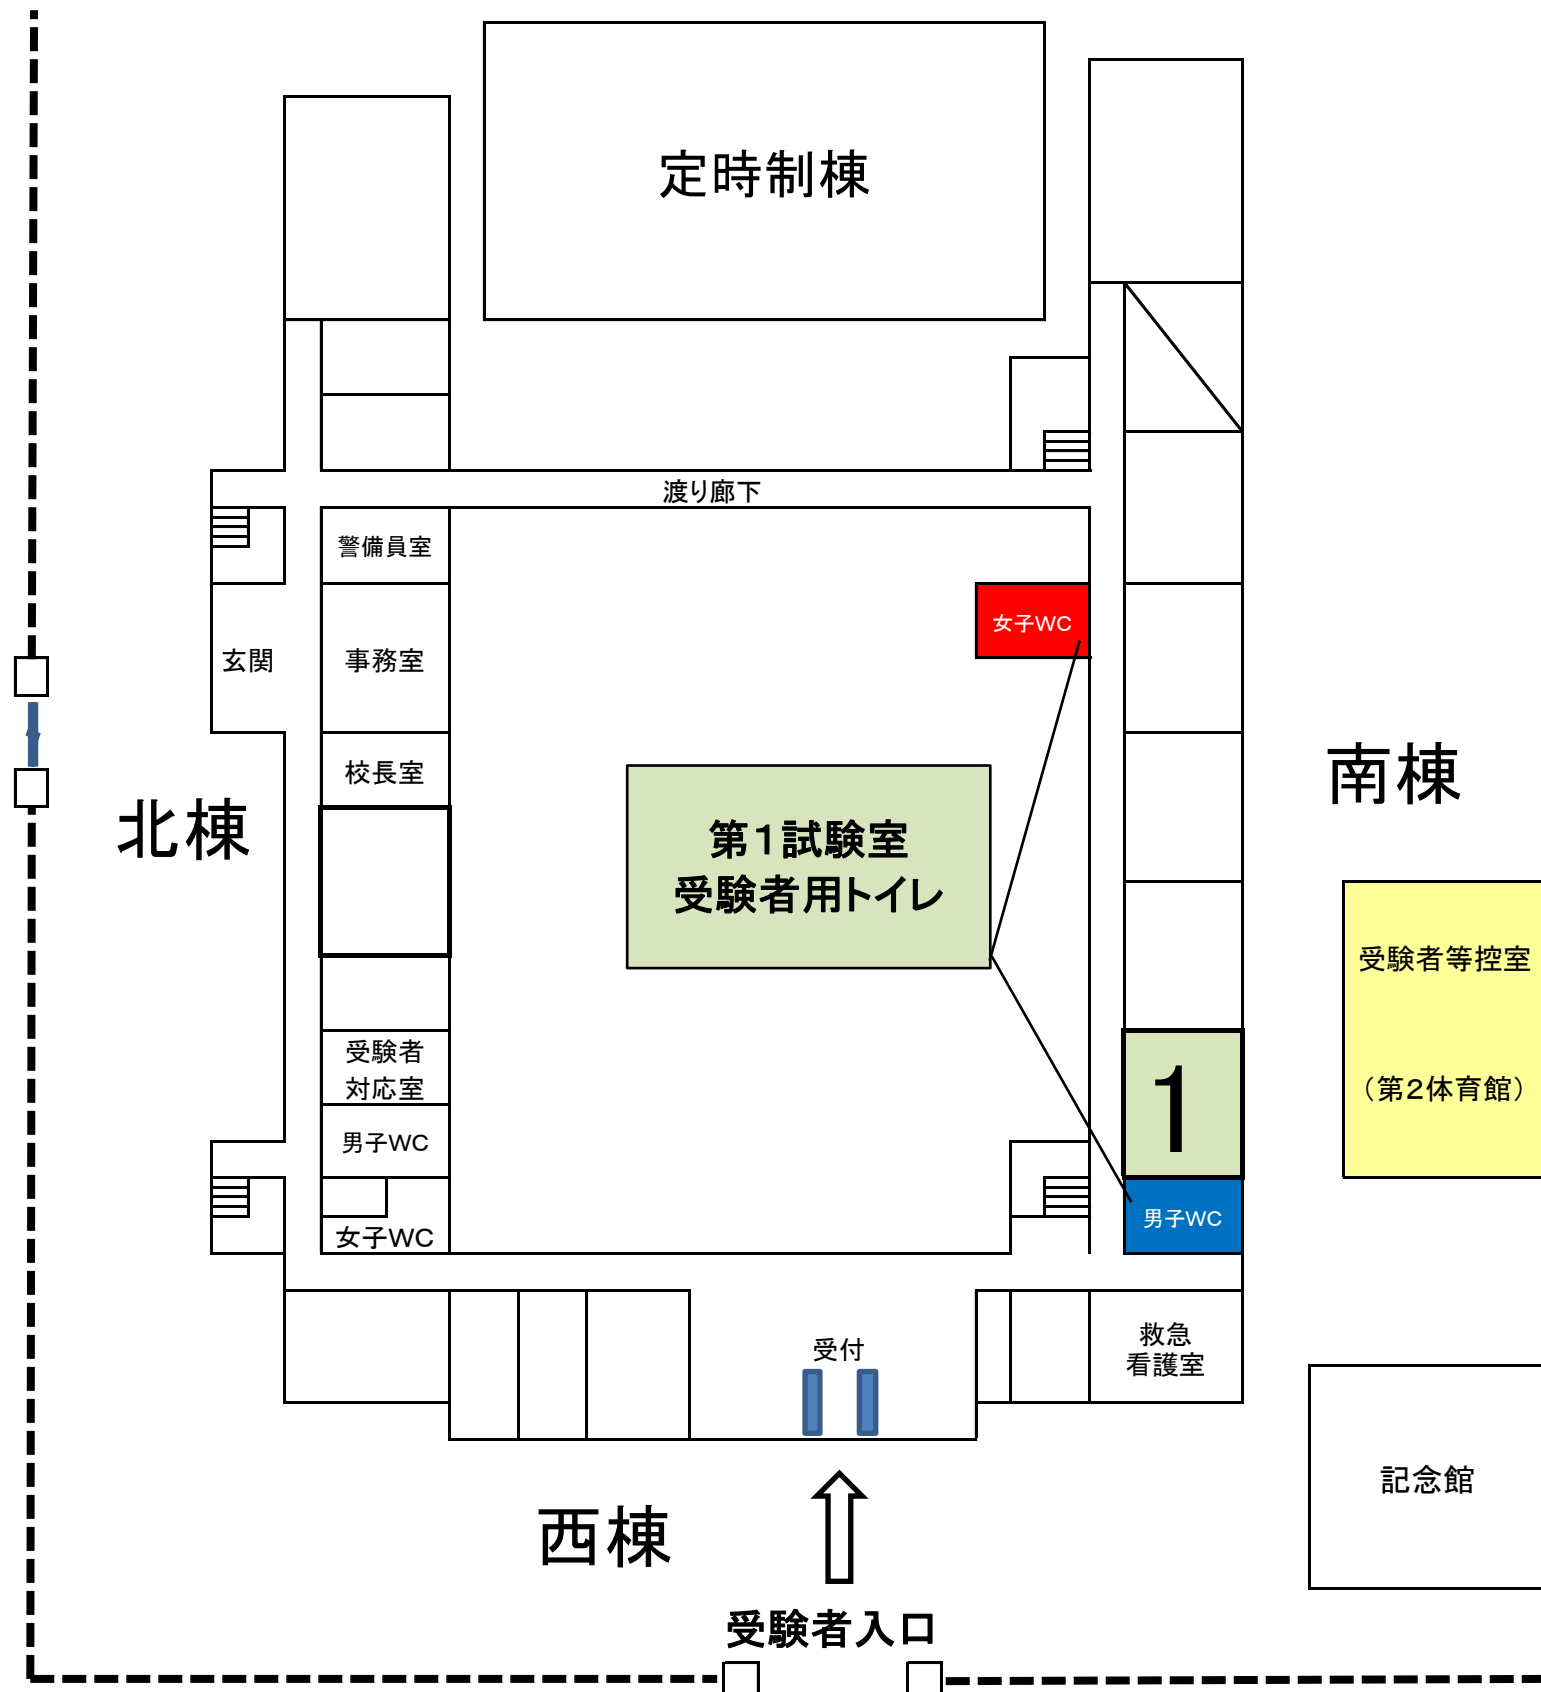 定時制棟
渡り廊下
警備員室
女子WC
玄関
事務室
校長室
南棟
北棟
第1試験室
受験者用トイレ
受験者等控室
受験者
対応室
1
（第2体育館）
男子WC
男子WC
女子WC
受付
救急
看護室
記念館
西棟
受験者入口